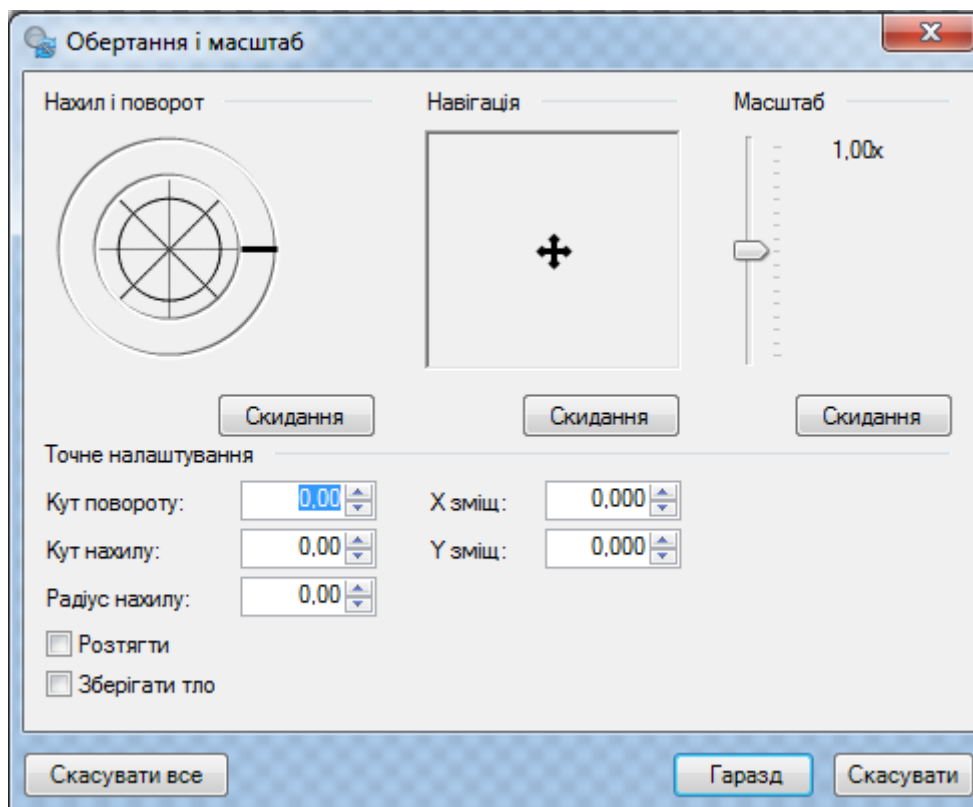 Обертання і масштаб
Нахил і поворот
Навігація
Масштаб
1,00x
Скидання
Скидання
Скидання
Точне налаштування
Кут повороту: 0,00
X зміщ: 0,000
Кут нахилу: 0,00
Y зміщ: 0,000
Радіус нахилу: 0,00
Розтягти
Зберігати тло
Скасувати все
Гаразд
Скасувати